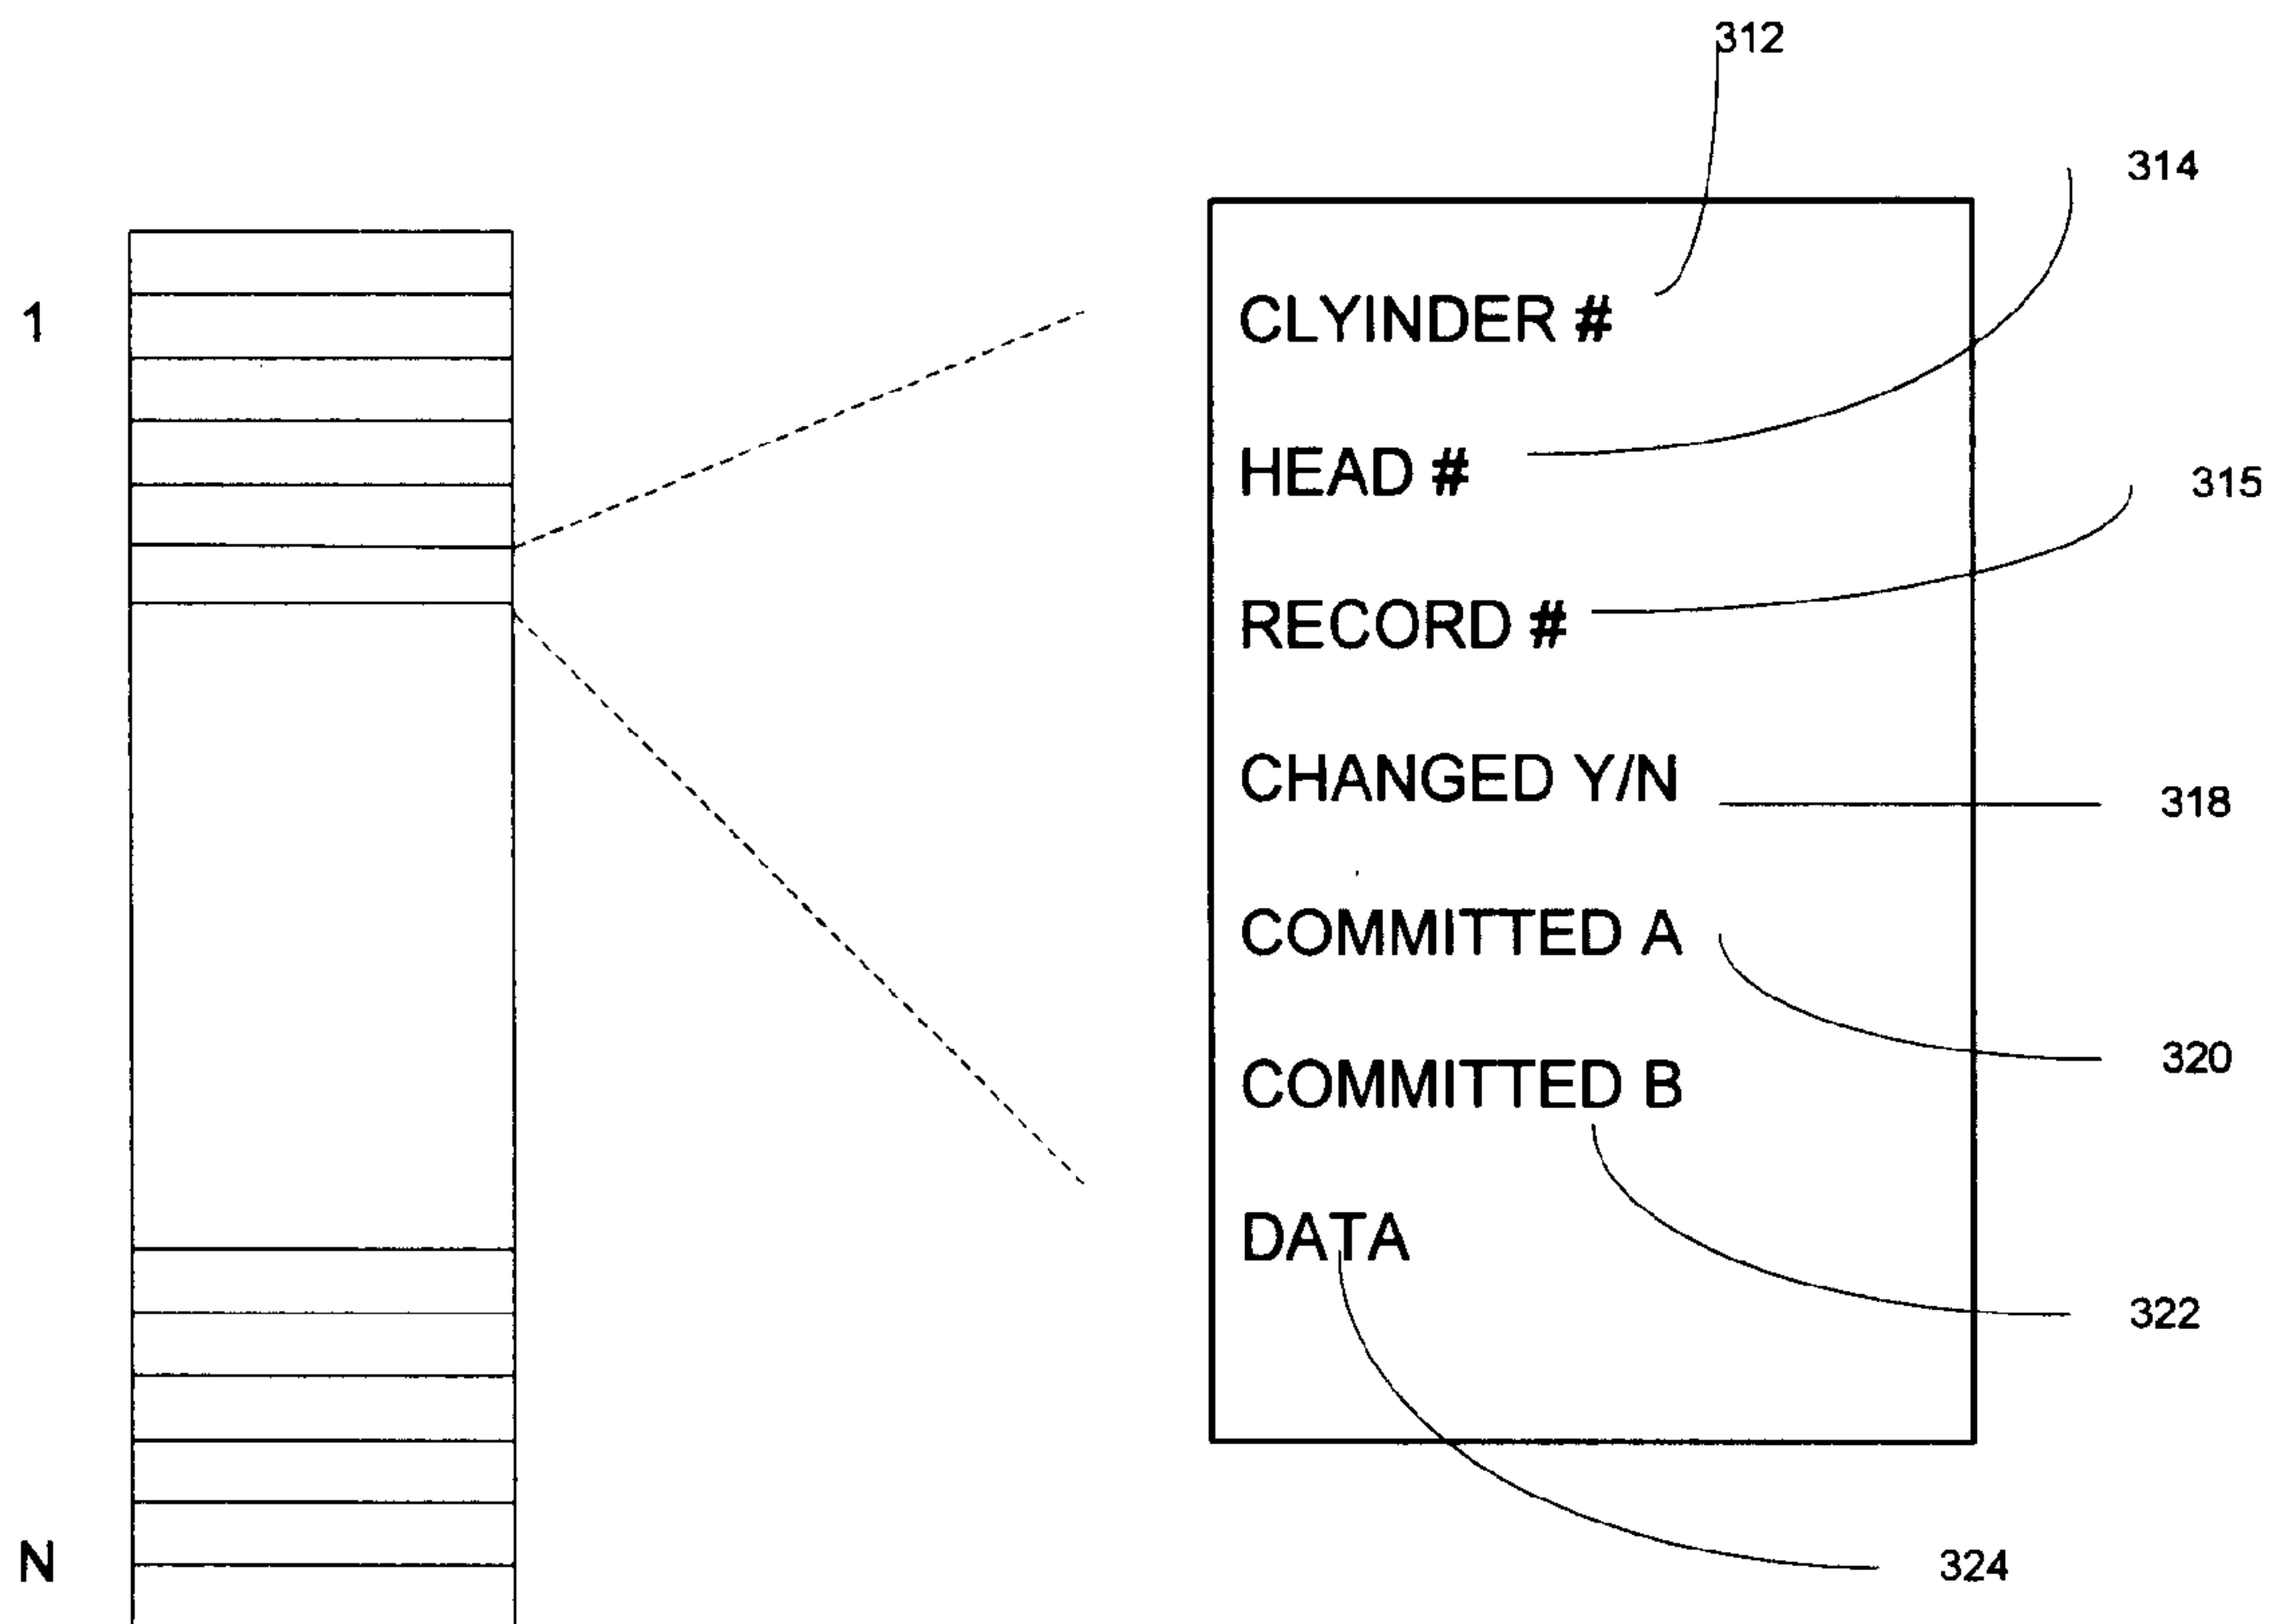 312
314
1
CLYINDER #
HEAD #
315
RECORD #
CHANGED Y/N
318
COMMITTED A
320
COMMITTED B
DATA
322
N
324